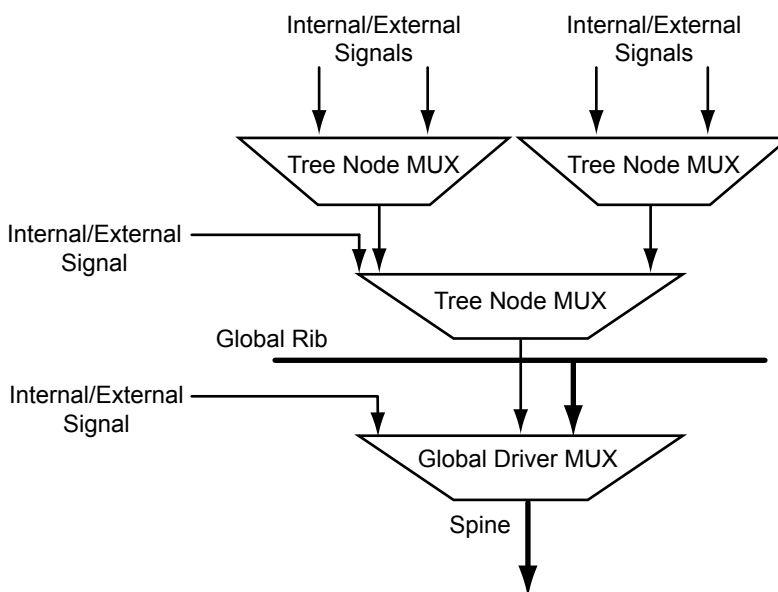 Internal/External
Signals
Internal/External
Signals
Tree Node MUX
Tree Node MUX
Internal/External
Signal
Tree Node MUX
Global Rib
Internal/External
Signal
Global Driver MUX
Spine